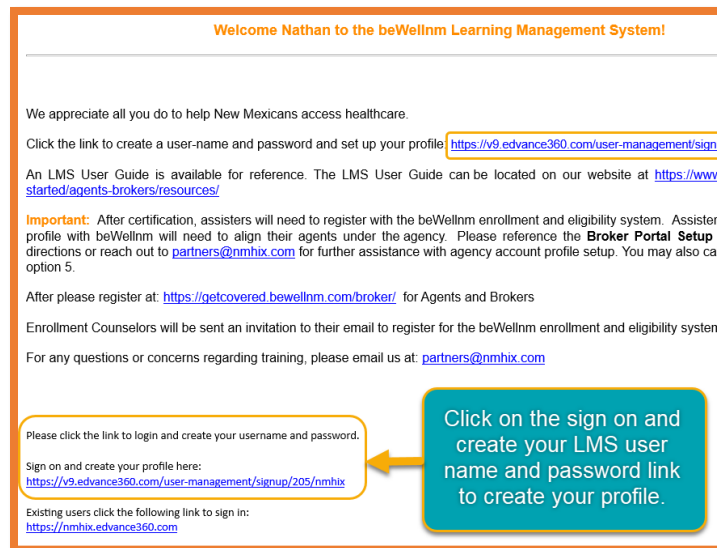 Welcome Nathan to the beWellnm Learning Management System!
We appreciate all you do to help New Mexicans access healthcare.
Click the link to create a user-name and password and set up your profile: https://v9.edvance360.com/user-management/sign
An LMS User Guide is available for reference. The LMS User Guide can be located on our website at https://www
started/agents-brokers/resources/
Important: After certification, assisters will need to register with the beWellnm enrollment and eligibility system. Assister
profile with beWellnm will need to align their agents under the agency. Please reference the Broker Portal Setup
directions or reach out to partners@nmhix.com for further assistance with agency account profile setup. You may also ca
option 5.
After please register at: https://getcovered.bewellnm.com/broker/ for Agents and Brokers
Enrollment Counselors will be sent an invitation to their email to register for the beWellnm enrollment and eligibility system
For any questions or concerns regarding training, please email us at: partners@nmhix.com
Please click the link to login and create your username and password.
Sign on and create your profile here:
https://v9.edvance360.com/user-management/signup/205/nmhix
Existing users click the following link to sign in:
https://nmhix.edvance360.com
Click on the sign on and
create your LMS user
name and password link
to create your profile.